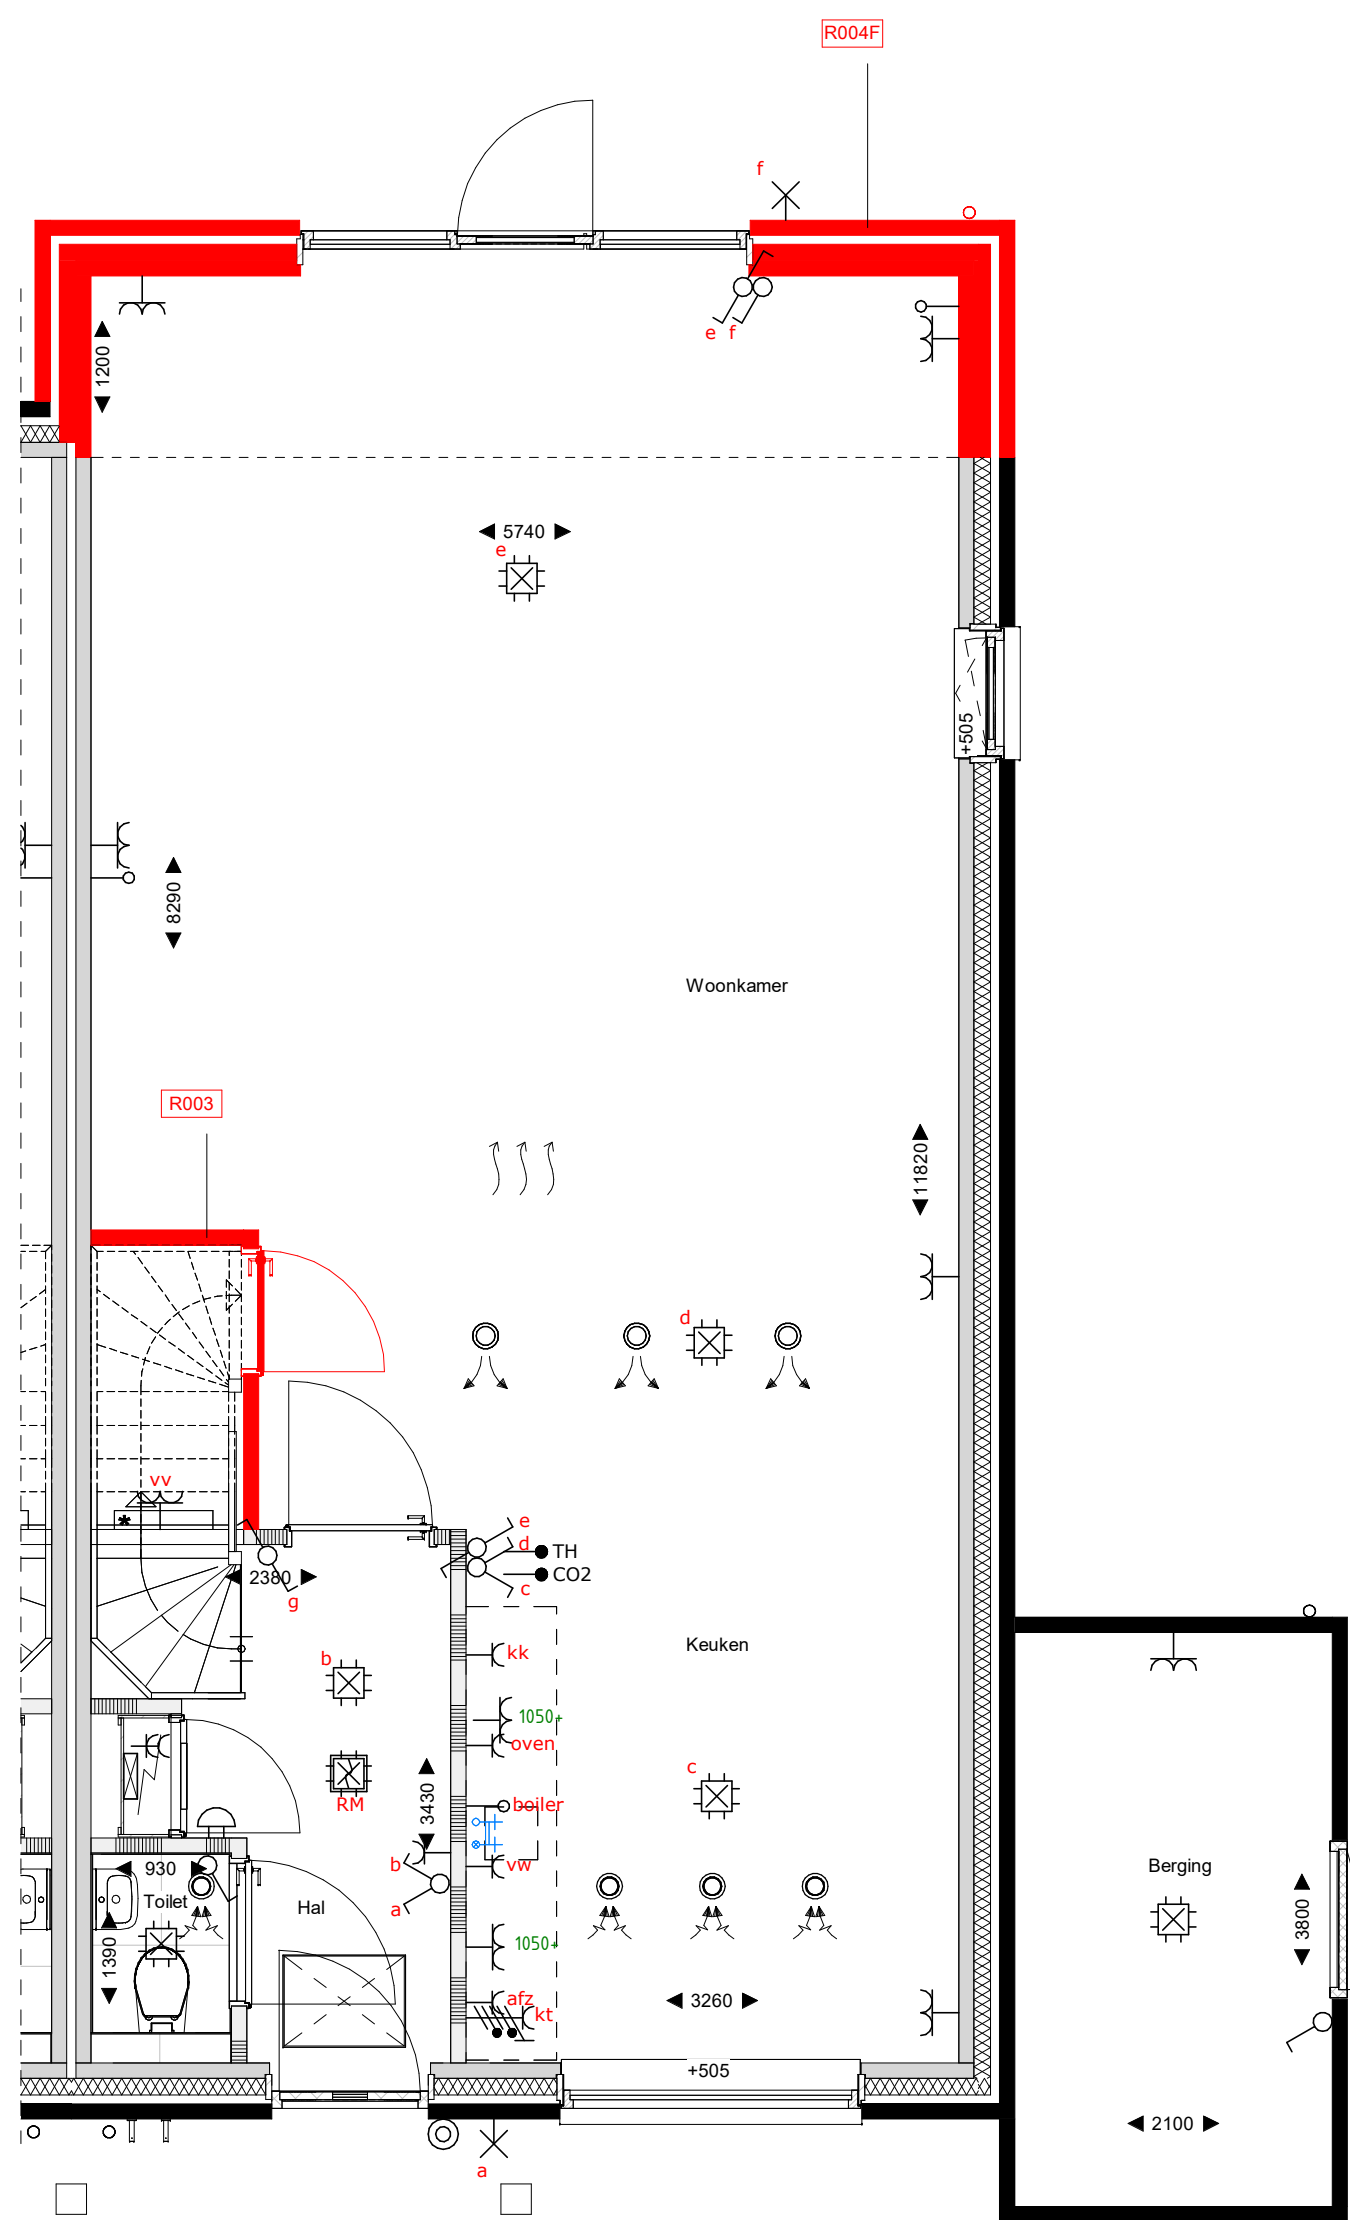 R004F
f
e f
1200
5740
e
+505
8290
Woonkamer
R003
11820
d
vv
*
e
d
TH
CO2
c
2380
g
kk
Keuken
b
1050+
oven
c
RM
boiler
3430
b
vw
930
Toilet
Hal
a
Berging
1390
1050+
3800
afz
kt
3260
+505
2100
a